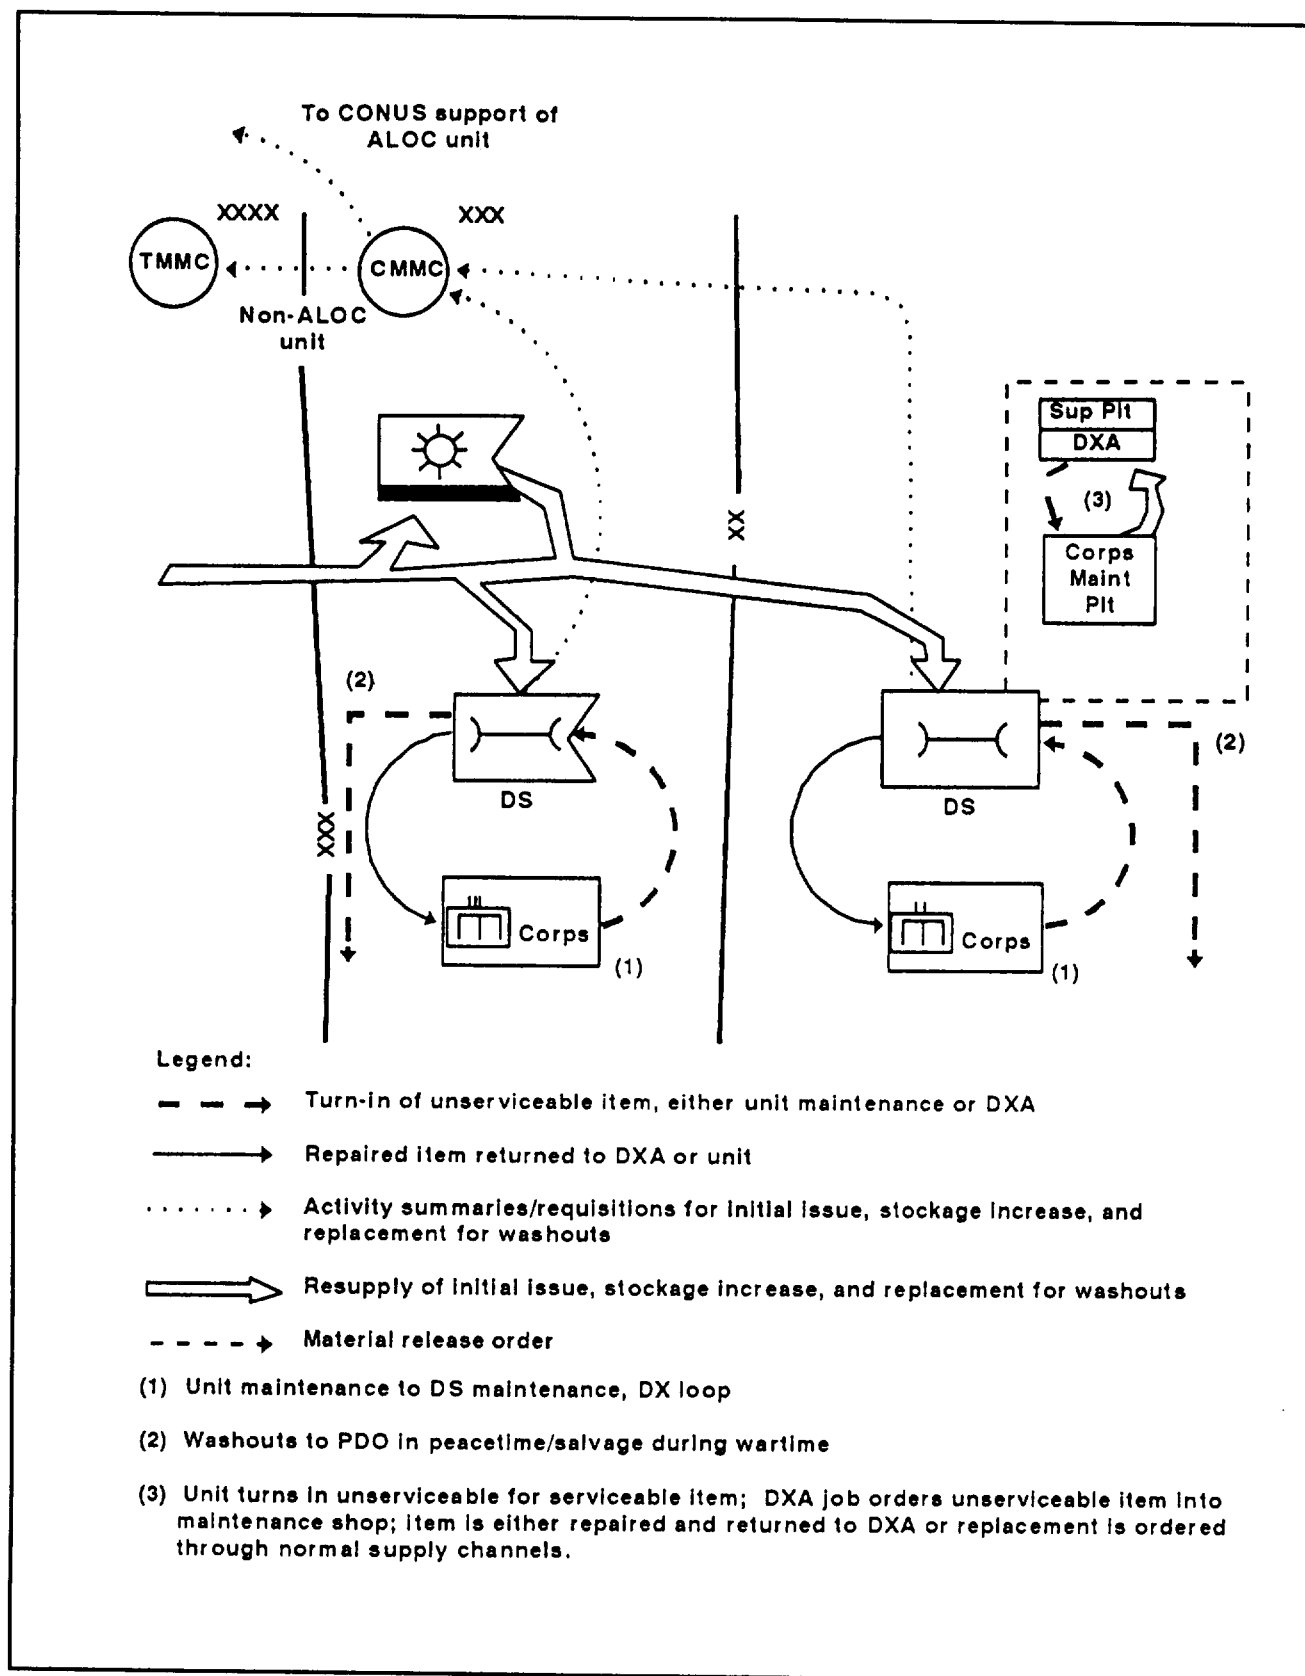 To CONUS support of
ALOC unit
XXXX
XXX
TMMC
CMMC
Non-ALOC
unit
Sup Plt
DXA
(3)
Corps
Maint
Plt
XX
(2)
(2)
DS
DS
XXX
Corps
(1)
Corps
(1)
Legend:
Turn-in of unserviceable item, either unit maintenance or DXA
Repaired item returned to DXA or unit
Activity summaries/requisitions for initial issue, stockage increase, and
replacement for washouts
Resupply of initial issue, stockage increase, and replacement for washouts
Material release order
(1) Unit maintenance to DS maintenance, DX loop
(2) Washouts to PDO in peacetime/salvage during wartime
(3) Unit turns in unserviceable for serviceable item; DXA job orders unserviceable item into
maintenance shop; item is either repaired and returned to DXA or replacement is ordered
through normal supply channels.